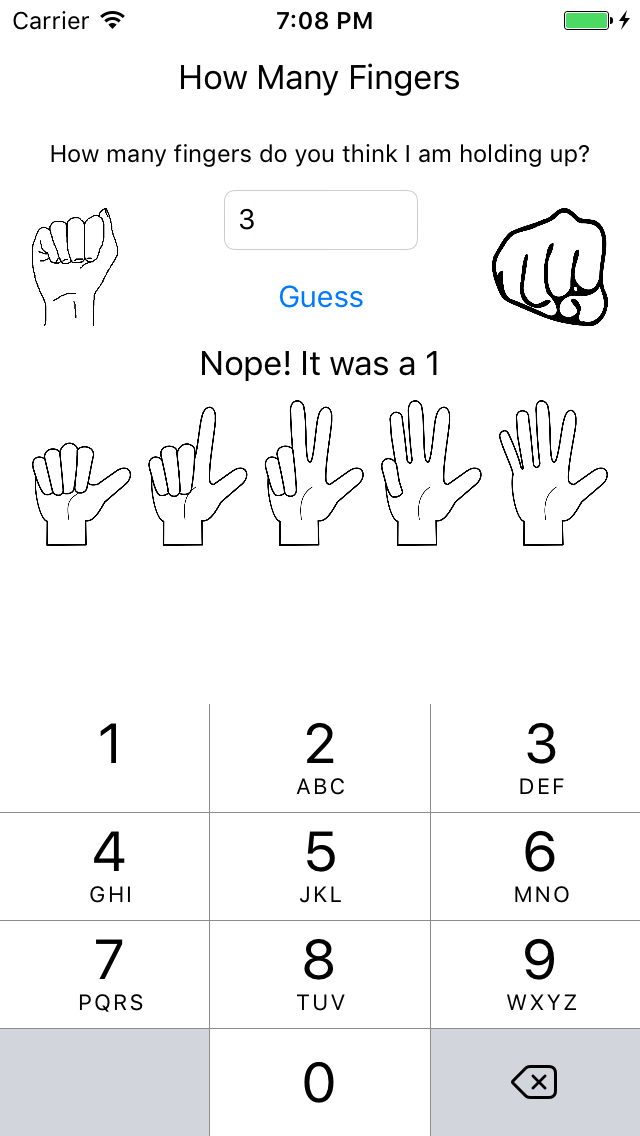 Carrier 7:08 PM
How Many Fingers
How many fingers do you think I am holding up?
3
Guess
Nope! It was a 1
1 2 3
ABC DEF
4 5 6
GHI JKL MNO
7 8 9
PQRS TUV WXYZ
0